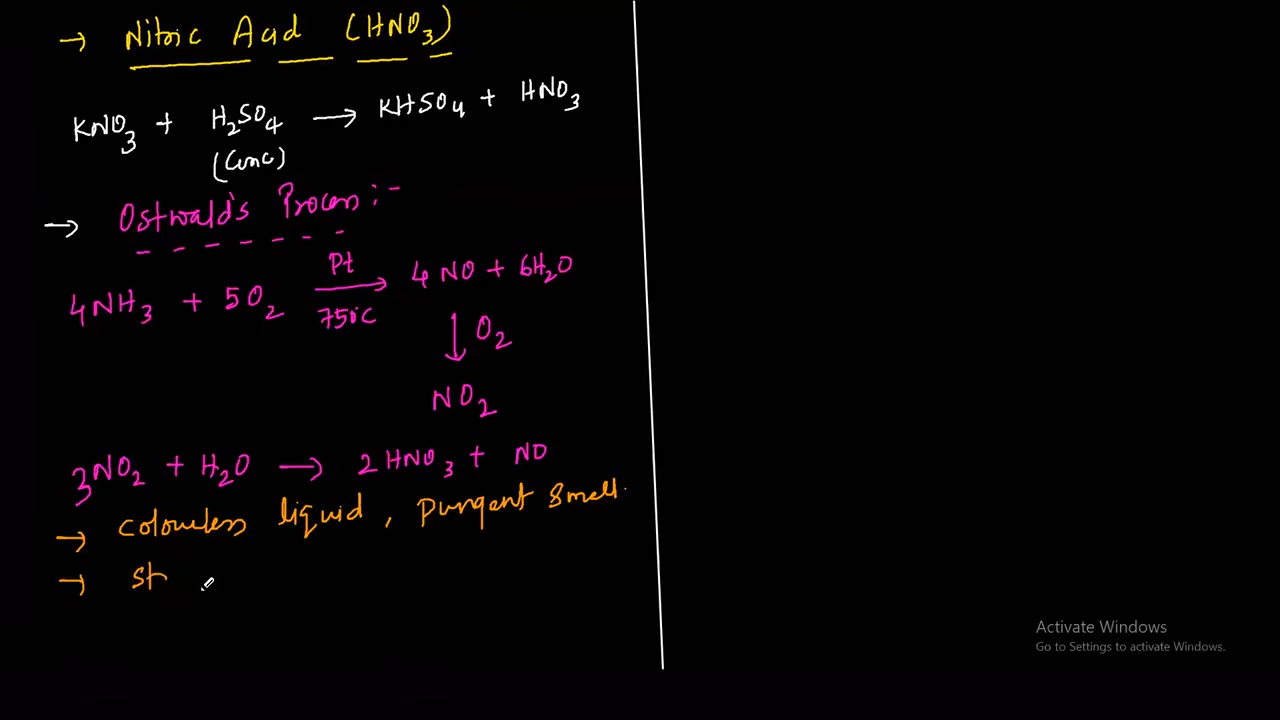 → Nitric Acid (HNO3)
KNO3 + H2SO4 → KHSO4 + HNO3
(Conc)
→ Ostwald's Process:-
4NH3 + 5O2 Pt 750°C → 4NO + 6H2O
↓ O2
NO2
3NO2 + H2O → 2HNO3 + NO
→ Colourless liquid, Pungent Smell.
→ St
Activate Windows
Go to Settings to activate Windows.